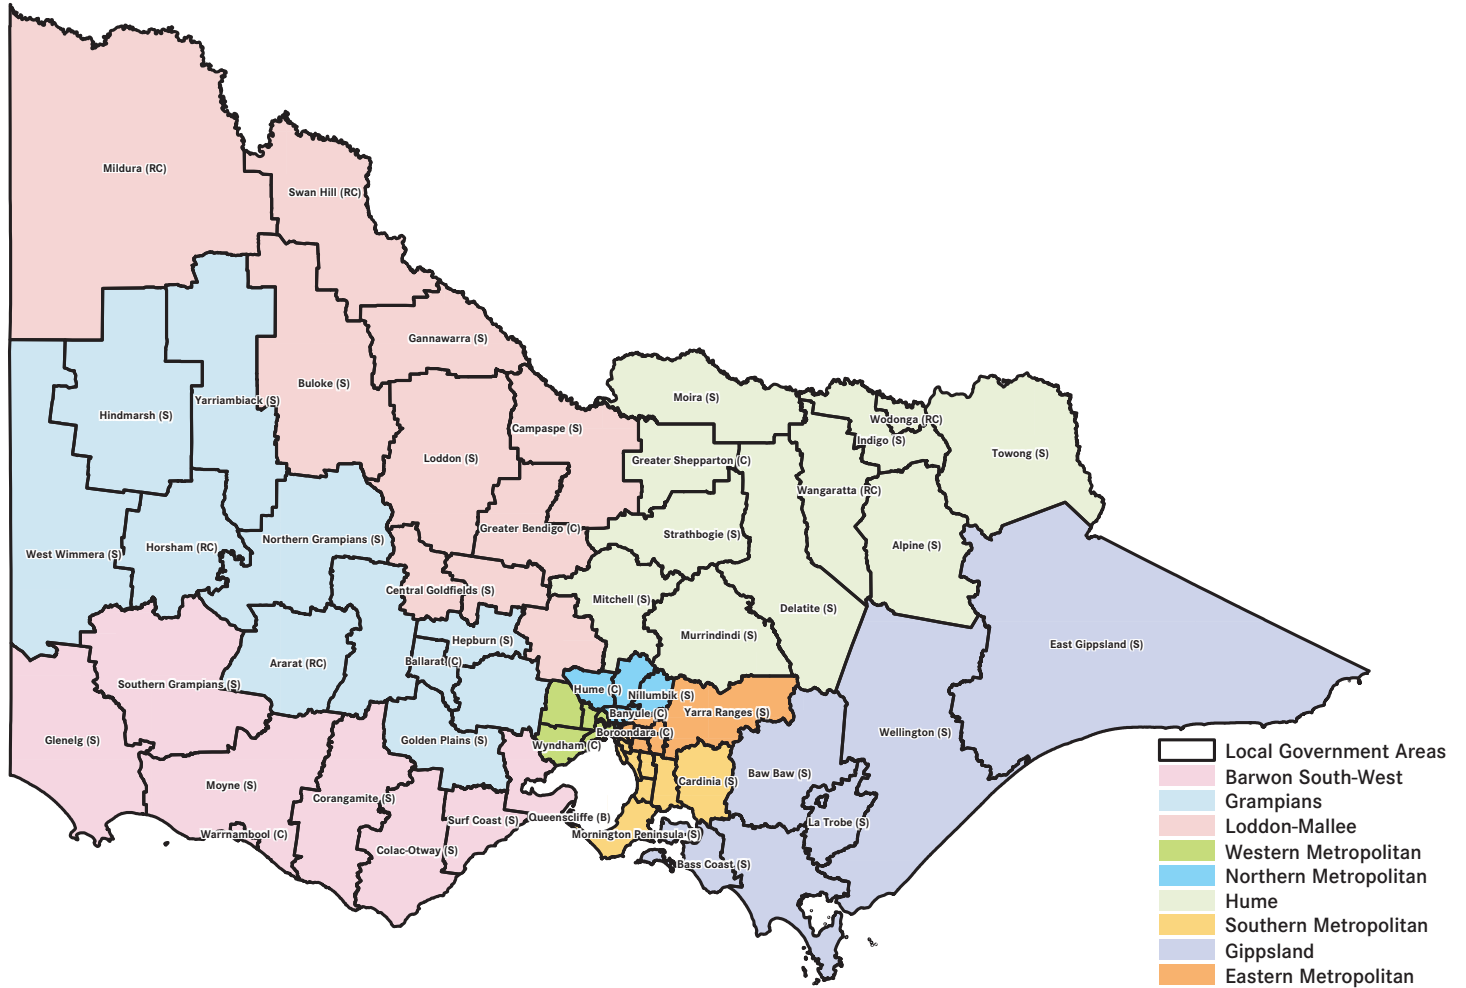 Mildura (RC)
Swan Hill (RC)
Gannawarra (S)
Buloke (S)
Yarriambiack (S)
Hindmarsh (S)
Moira (S)
Wodonga (RC)
Indigo (S)
Towong (S)
Campaspe (S)
Loddon (S)
Greater Shepparton (C)
Wangaratta (RC)
Greater Bendigo (C)
Strathbogie (S)
Northern Grampians (S)
Horsham (RC)
West Wimmera (S)
Alpine (S)
Central Goldfields (S)
Mitchell (S)
Delatite (S)
Murrindindi (S)
Hepburn (S)
East Gippsland (S)
Ararat (RC)
Ballarat (C)
Southern Grampians (S)
Hume (C)
Nillumbik (S)
Banyule (C)
Yarra Ranges (S)
Boroondara (C)
Wellington (S)
Glenelg (S)
Golden Plains (S)
Wyndham (C)
Baw Baw (S)
Cardinia (S)
Moyne (S)
Corangamite (S)
Queenscliffe (B)
Surf Coast (S)
La Trobe (S)
Warrnambool (C)
Mornington Peninsula (S)
Colac-Otway (S)
Bass Coast (S)
Local Government Areas
Barwon South-West
Grampians
Loddon-Mallee
Western Metropolitan
Northern Metropolitan
Hume
Southern Metropolitan
Gippsland
Eastern Metropolitan